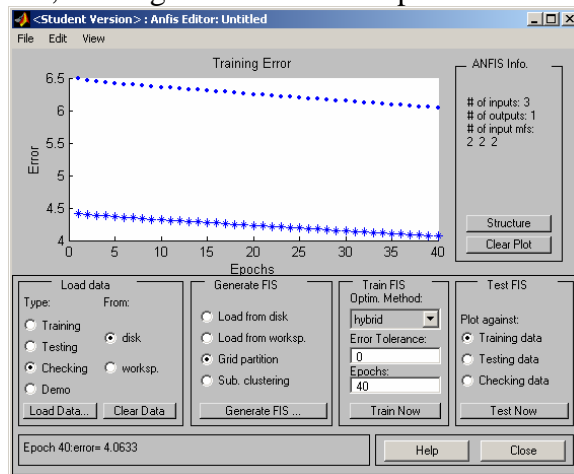 <Student Version> : Anfis Editor: Untitled
File Edit View
Training Error
6.5
6
5.5
5
4.5
4
Error
0 5 10 15 20 25 30 35 40
Epochs
ANFIS Info.
# of inputs: 3
# of outputs: 1
# of input mfs:
2 2 2
Structure
Clear Plot
Load data
Type: From:
Training
Testing
Checking
Demo
disk
worksp.
Load Data... Clear Data
Generate FIS
Load from disk
Load from worksp.
Grid partition
Sub. clustering
Generate FIS ...
Train FIS
Optim. Method:
hybrid
Error Tolerance:
0
Epochs:
40
Train Now
Test FIS
Plot against:
Training data
Testing data
Checking data
Test Now
Epoch 40:error= 4.0633
Help Close